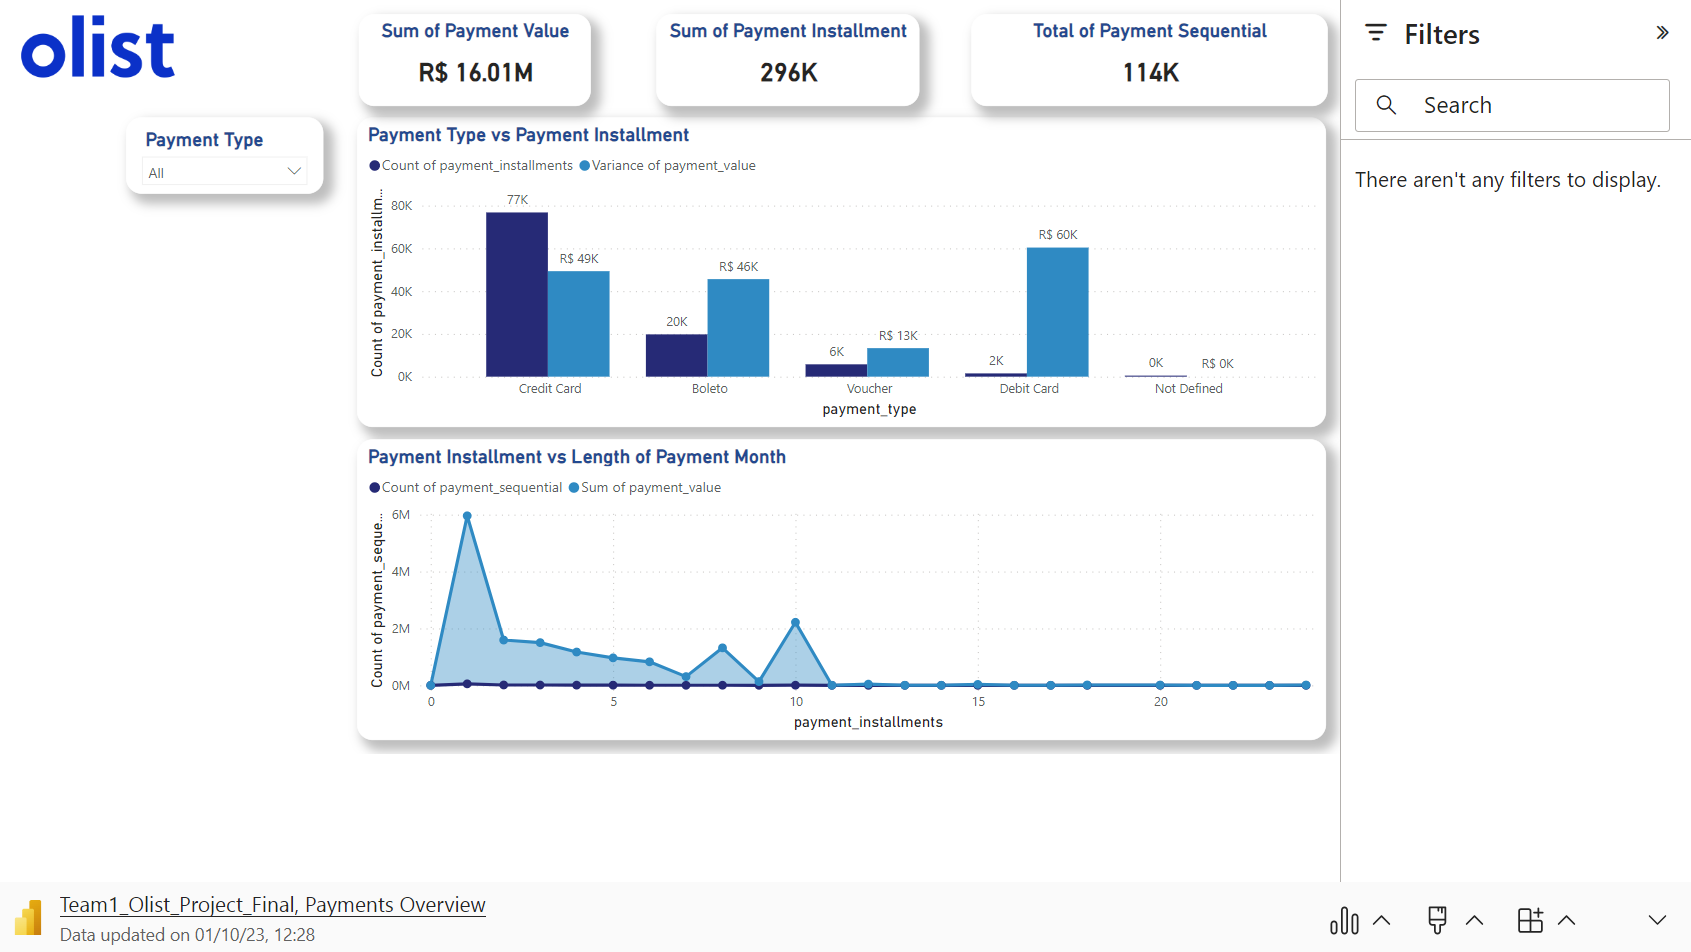 olist
Sum of Payment Value
R$ 16.01M
Sum of Payment Installment
296K
Total of Payment Sequential
114K
Payment Type
All
Payment Type vs Payment Installment
Count of payment_installments Variance of payment_value
Count of payment_installm...
80K
60K
40K
20K
0K
77K
R$ 49K
20K
R$ 46K
6K
R$ 13K
2K
R$ 60K
0K
R$ 0K
Credit Card
Boleto
Voucher
Debit Card
Not Defined
payment_type
Payment Installment vs Length of Payment Month
Count of payment_sequential Sum of payment_value
Count of payment_seque...
6M
4M
2M
0M
0
5
10
15
20
payment_installments
Filters
Search
There aren't any filters to display.
Team1_Olist_Project_Final, Payments Overview
Data updated on 01/10/23, 12:28